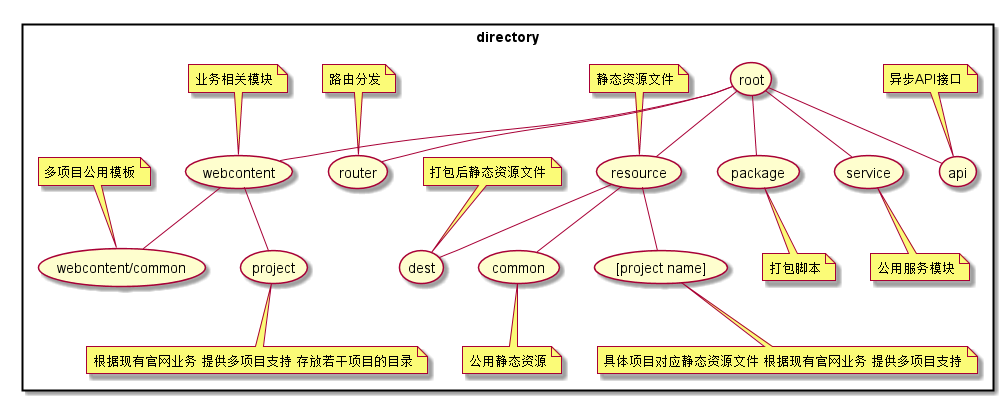 directory
业务相关模块
路由分发
静态资源文件
root
异步API接口
多项目公用模板
webcontent
router
打包后静态资源文件
resource
package
service
api
webcontent/common
project
dest
common
[project name]
打包脚本
公用服务模块
根据现有官网业务 提供多项目支持 存放若干项目的目录
公用静态资源
具体项目对应静态资源文件 根据现有官网业务 提供多项目支持